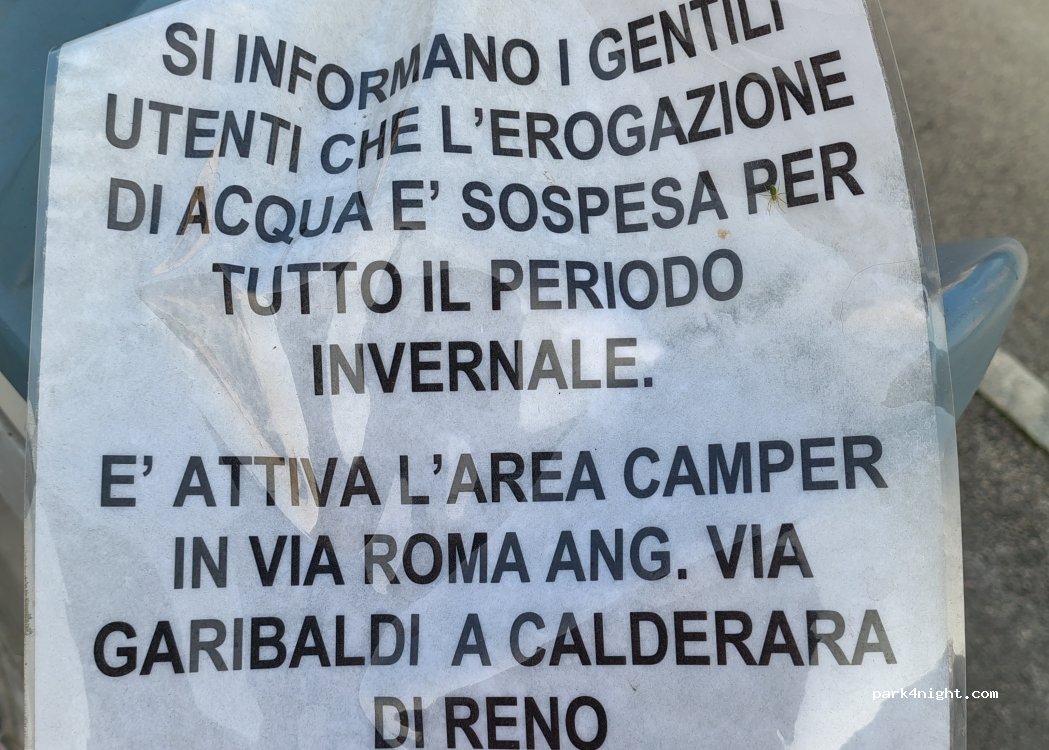 SI INFORMANO I GENTILI
UTENTI CHE L'EROGAZIONE
DI ACQUA E' SOSPESA PER
TUTTO IL PERIODO
INVERNALE.
E' ATTIVA L'AREA CAMPER
IN VIA ROMA ANG. VIA
GARIBALDI A CALDERARA
DI RENO
park4night.com